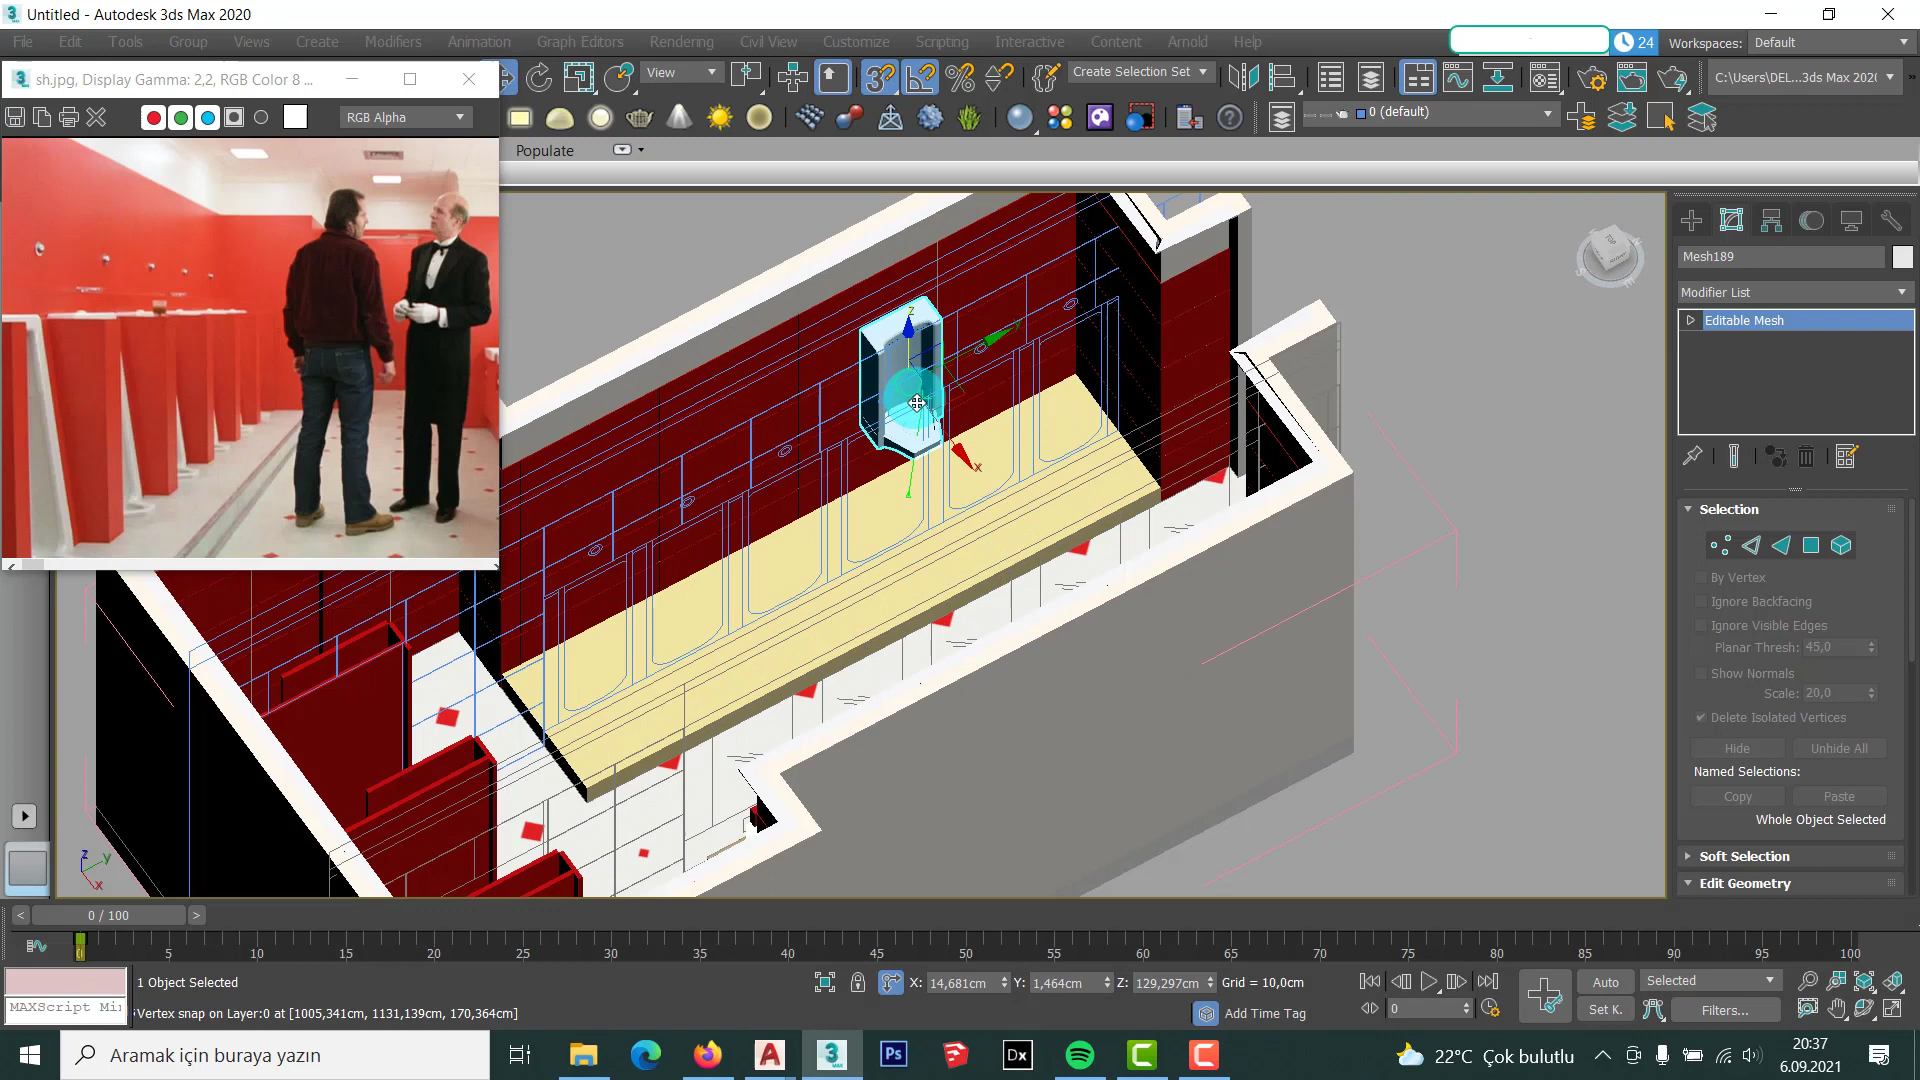 Untitled - Autodesk 3ds Max 2020
File Edit Tools Group Views Create Modifiers Animation Graph Editors Rendering Civil View Customize Scripting Interactive Content Arnold Help
24 Workspaces: Default
sh.jpg, Display Gamma: 2,2, RGB Color 8 ...
View
Create Selection Set
C:\Users\DEL...3ds Max 202(
RGB Alpha
0 (default)
Populate
Mesh189
Modifier List
Editable Mesh
Selection
By Vertex
Ignore Backfacing
Ignore Visible Edges
Planar Thresh: 45,0
Show Normals
Scale: 20,0
Delete Isolated Vertices
Hide Unhide All
Named Selections:
Copy Paste
Whole Object Selected
Soft Selection
Edit Geometry
z
y
x
z
y
x
< 0 / 100 >
0 5 10 15 20 25 30 35 40 45 50 55 60 65 70 75 80 85 90 95 100
1 Object Selected
X: 14,681cm Y: 1,464cm Z: 129,297cm Grid = 10,0cm
Auto Selected
MAXScript Mi
Vertex snap on Layer:0 at [1005,341cm, 1131,139cm, 170,364cm]
Add Time Tag
0
Set K. Filters...
Aramak için buraya yazın
A
3
MAX
Ps
Dx
C
C
22°C Çok bulutlu
20:37
6.09.2021